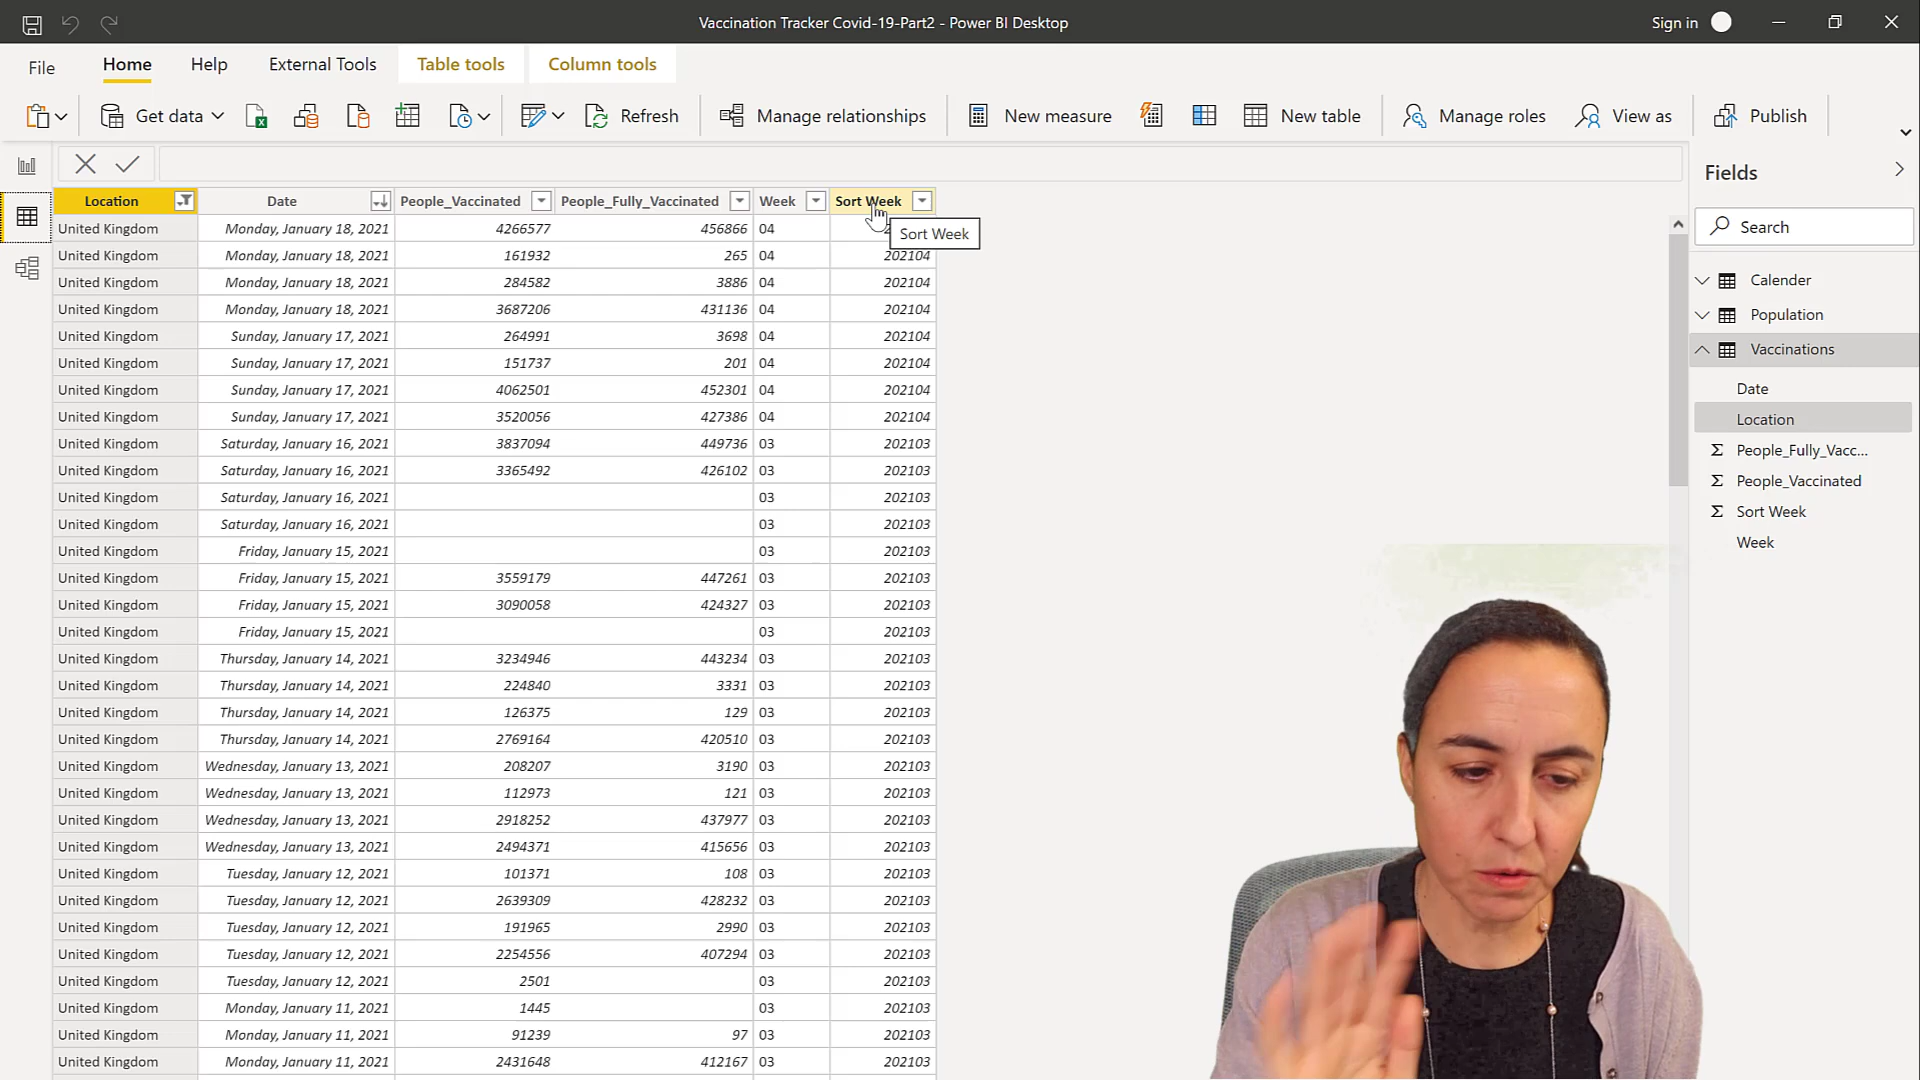 Vaccination Tracker Covid-19-Part2 - Power BI Desktop
Sign in
File Home Help External Tools Table tools Column tools
Get data Refresh Manage relationships New measure New table Manage roles View as Publish
Location Date People_Vaccinated People_Fully_Vaccinated Week Sort Week
Sort Week
United Kingdom Monday, January 18, 2021 4266577 456866 04
United Kingdom Monday, January 18, 2021 161932 265 04 202104
United Kingdom Monday, January 18, 2021 284582 3886 04 202104
United Kingdom Monday, January 18, 2021 3687206 431136 04 202104
United Kingdom Sunday, January 17, 2021 264991 3698 04 202104
United Kingdom Sunday, January 17, 2021 151737 201 04 202104
United Kingdom Sunday, January 17, 2021 4062501 452301 04 202104
United Kingdom Sunday, January 17, 2021 3520056 427386 04 202104
United Kingdom Saturday, January 16, 2021 3837094 449736 03 202103
United Kingdom Saturday, January 16, 2021 3365492 426102 03 202103
United Kingdom Saturday, January 16, 2021 03 202103
United Kingdom Saturday, January 16, 2021 03 202103
United Kingdom Friday, January 15, 2021 03 202103
United Kingdom Friday, January 15, 2021 3559179 447261 03 202103
United Kingdom Friday, January 15, 2021 3090058 424327 03 202103
United Kingdom Friday, January 15, 2021 03 202103
United Kingdom Thursday, January 14, 2021 3234946 443234 03 202103
United Kingdom Thursday, January 14, 2021 224840 3331 03 202103
United Kingdom Thursday, January 14, 2021 126375 129 03 202103
United Kingdom Thursday, January 14, 2021 2769164 420510 03 202103
United Kingdom Wednesday, January 13, 2021 208207 3190 03 202103
United Kingdom Wednesday, January 13, 2021 112973 121 03 202103
United Kingdom Wednesday, January 13, 2021 2918252 437977 03 202103
United Kingdom Wednesday, January 13, 2021 2494371 415656 03 202103
United Kingdom Tuesday, January 12, 2021 101371 108 03 202103
United Kingdom Tuesday, January 12, 2021 2639309 428232 03 202103
United Kingdom Tuesday, January 12, 2021 191965 2990 03 202103
United Kingdom Tuesday, January 12, 2021 2254556 407294 03 202103
United Kingdom Tuesday, January 12, 2021 2501 03 202103
United Kingdom Monday, January 11, 2021 1445 03 202103
United Kingdom Monday, January 11, 2021 91239 97 03 202103
United Kingdom Monday, January 11, 2021 2431648 412167 03 202103
Fields
Search
Calender
Population
Vaccinations
Date
Location
Σ People_Fully_Vacc...
Σ People_Vaccinated
Σ Sort Week
Week